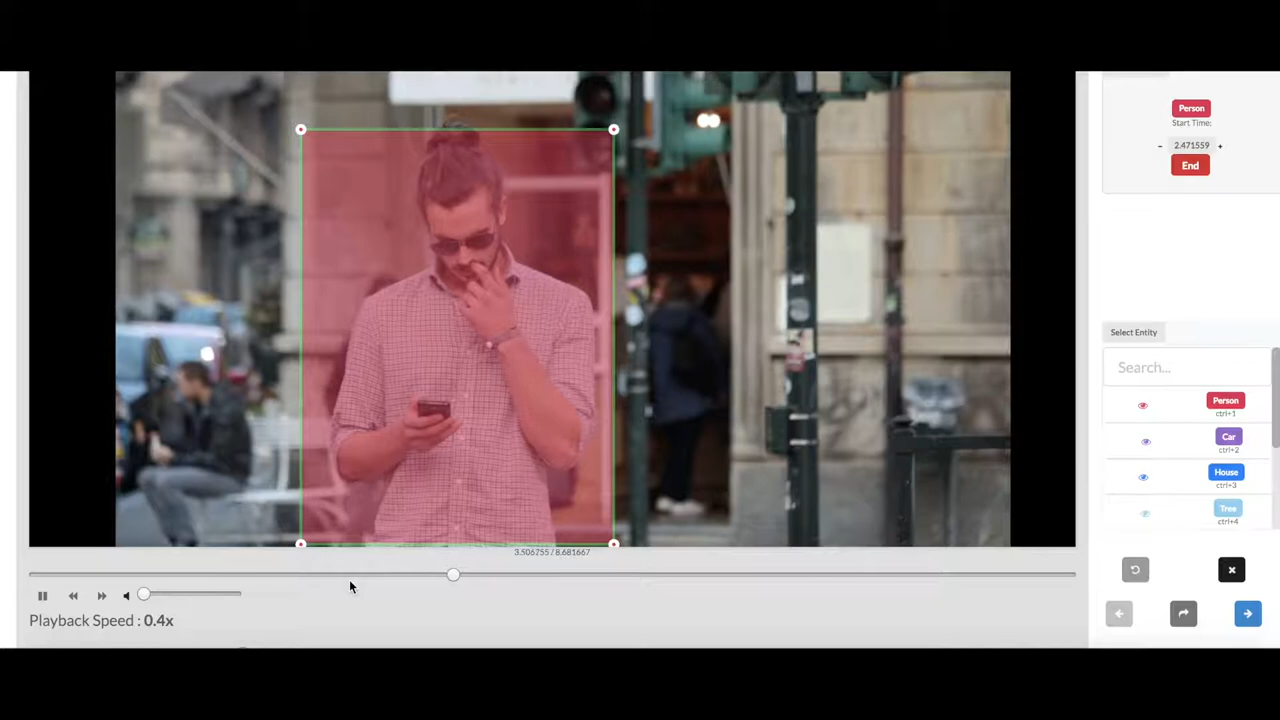 Person
Start Time:
- 2.471559 +
End
Select Entity
Search...
Person
ctrl+1
Car
ctrl+2
House
ctrl+3
Tree
ctrl+4
3.506755 / 8.681667
Playback Speed : 0.4x